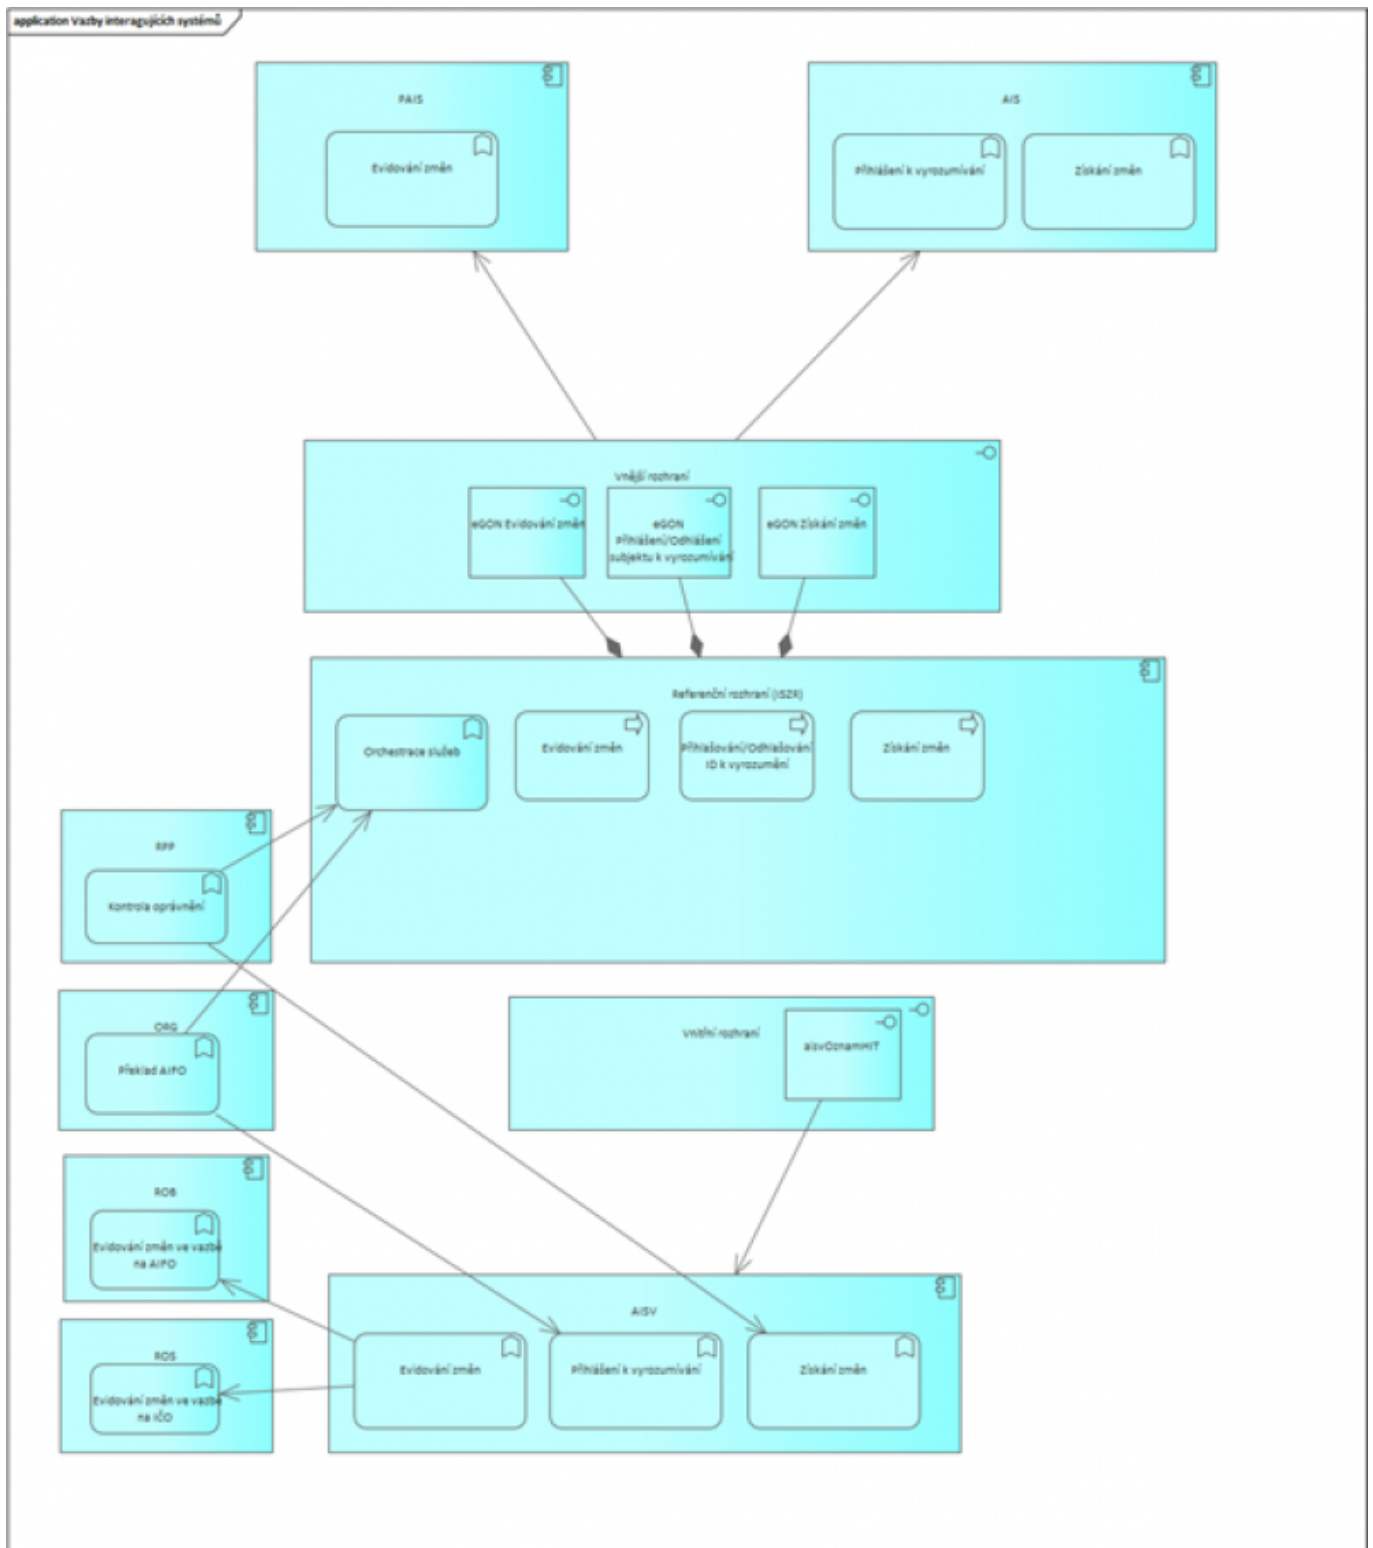 application Vazby interagujících systémů
PAIS
Evidování změn
AIS
Přihlášení k vyrozumívání
Získání změn
Vnější rozhraní
eGON Evidování změn
eGON
Přihlášení/Odhlášení
subjektu k vyrozumívání
eGON Získání změn
Referenční rozhraní (ISZR)
Orchestrace služeb
Evidování změn
Přihlašování/Odhlašování
ID k vyrozumění
Získání změn
RPP
Kontrola oprávnění
ORG
Překlad AIFO
Vnitřní rozhraní
aisvOznamHIT
ROB
Evidování změn ve vazbě
na AIFO
ROS
Evidování změn ve vazbě
na IČO
AISV
Evidování změn
Přihlášení k vyrozumívání
Získání změn